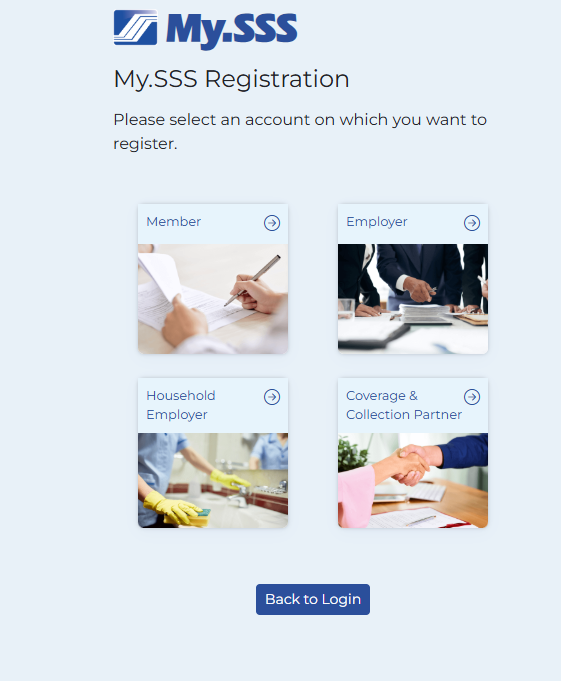 My.SSS
My.SSS Registration
Please select an account on which you want to
register.
Member
Employer
Household
Employer
Coverage &
Collection Partner
Back to Login